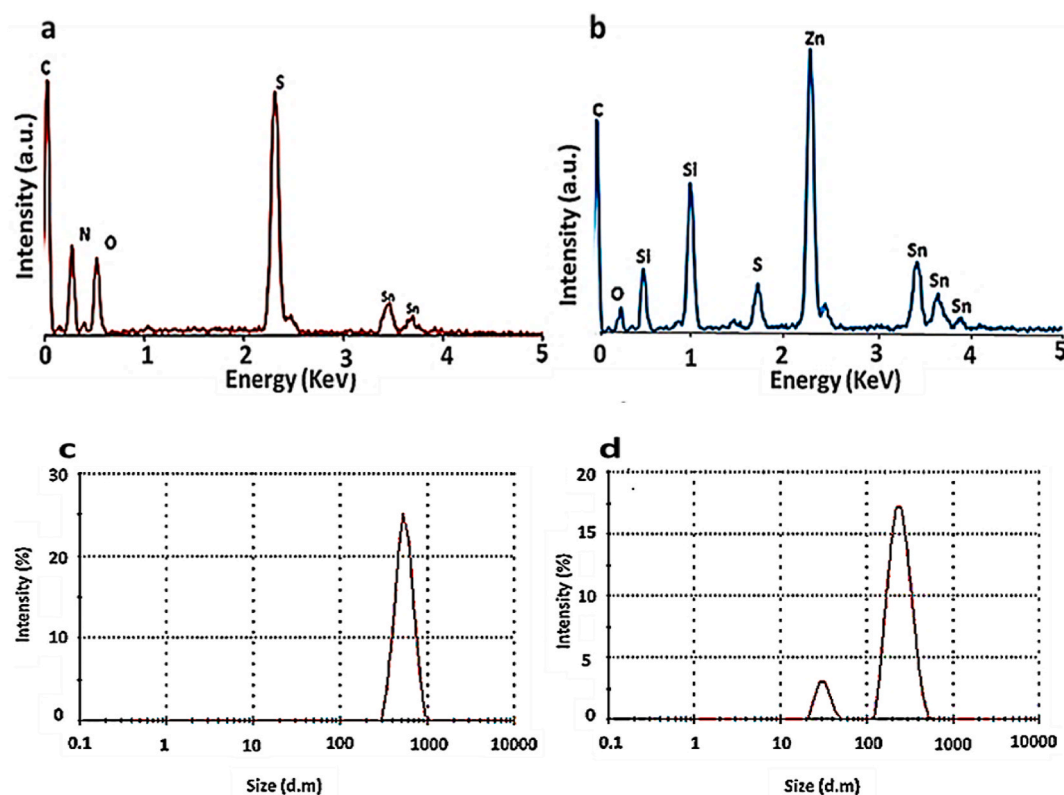 a
C
N
O
S
Sn
Sn
Intensity (a.u.)
0 1 2 3 4 5
Energy (KeV)
b
C
O
Si
Si
S
Zn
Sn
Sn
Sn
Intensity (a.u.)
0 1 2 3 4 5
Energy (KeV)
c
30
20
10
0
Intensity (%)
0.1 1 10 100 1000 10000
Size (d.m)
d
20
15
10
5
0
Intensity (%)
0.1 1 10 100 1000 10000
Size (d.m)